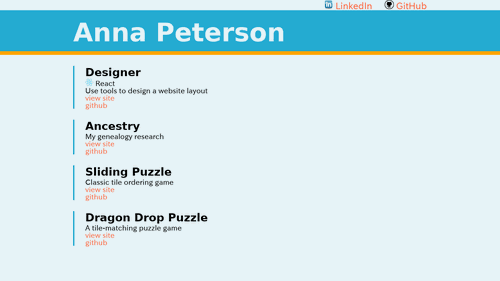 LinkedIn GitHub
Anna Peterson
Designer
React
Use tools to design a website layout
view site
github
Ancestry
My genealogy research
view site
github
Sliding Puzzle
Classic tile ordering game
view site
github
Dragon Drop Puzzle
A tile-matching puzzle game
view site
github